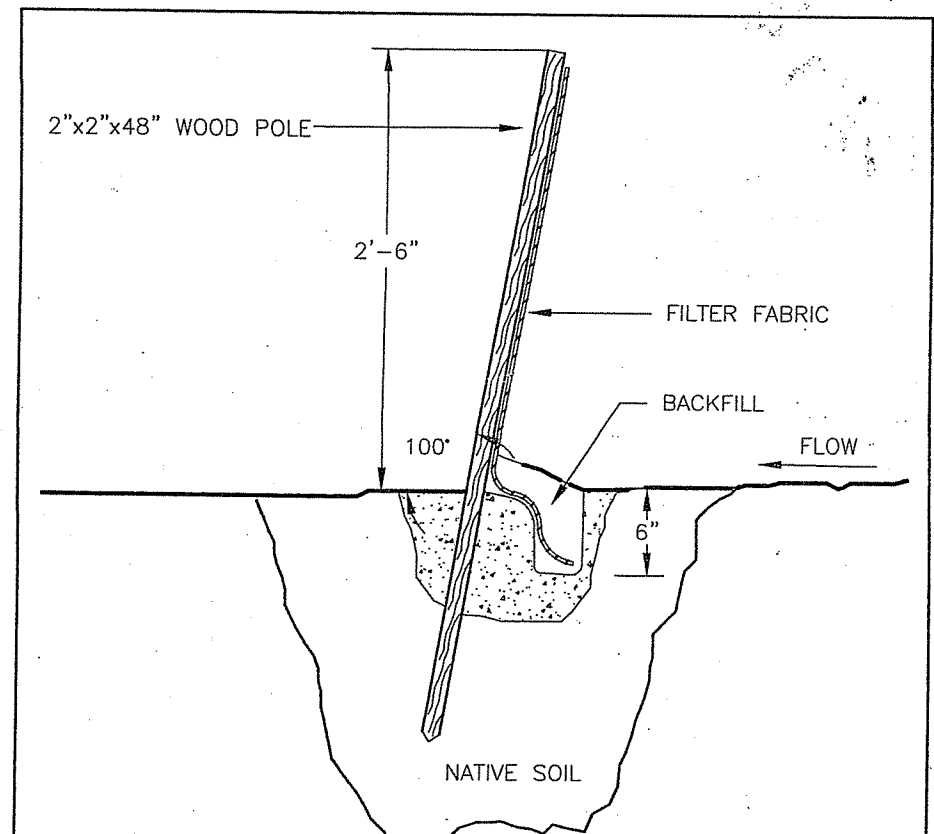 2"x2"x48" WOOD POLE
2'-6"
FILTER FABRIC
BACKFILL
FLOW
100°
6"
NATIVE SOIL